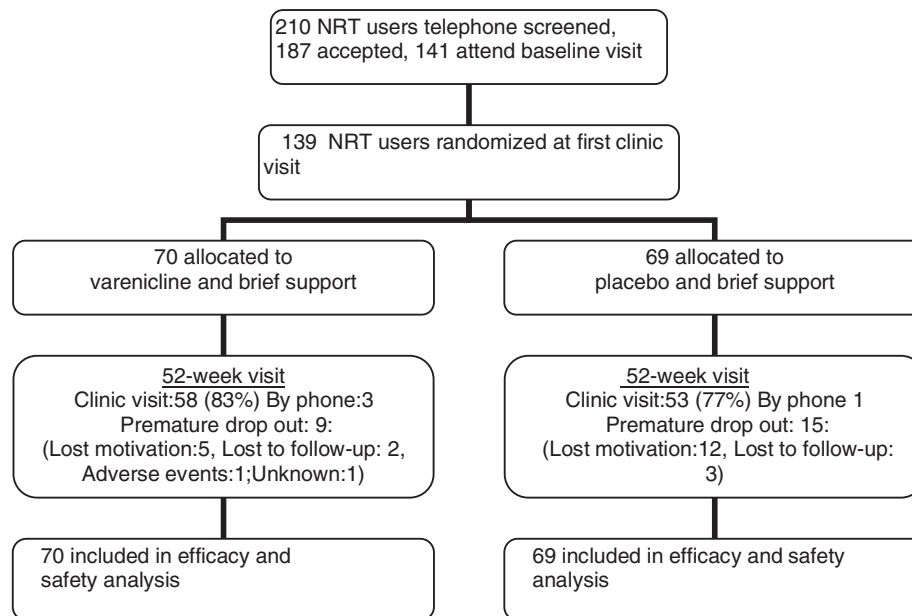 210 NRT users telephone screened,
187 accepted, 141 attend baseline visit
139 NRT users randomized at first clinic
visit
70 allocated to
varenicline and brief support
69 allocated to
placebo and brief support
52-week visit
Clinic visit:58 (83%) By phone:3
Premature drop out: 9:
(Lost motivation:5, Lost to follow-up: 2,
Adverse events:1;Unknown:1)
52-week visit
Clinic visit:53 (77%) By phone 1
Premature drop out: 15:
(Lost motivation:12, Lost to follow-up:
3)
70 included in efficacy and
safety analysis
69 included in efficacy and safety
analysis